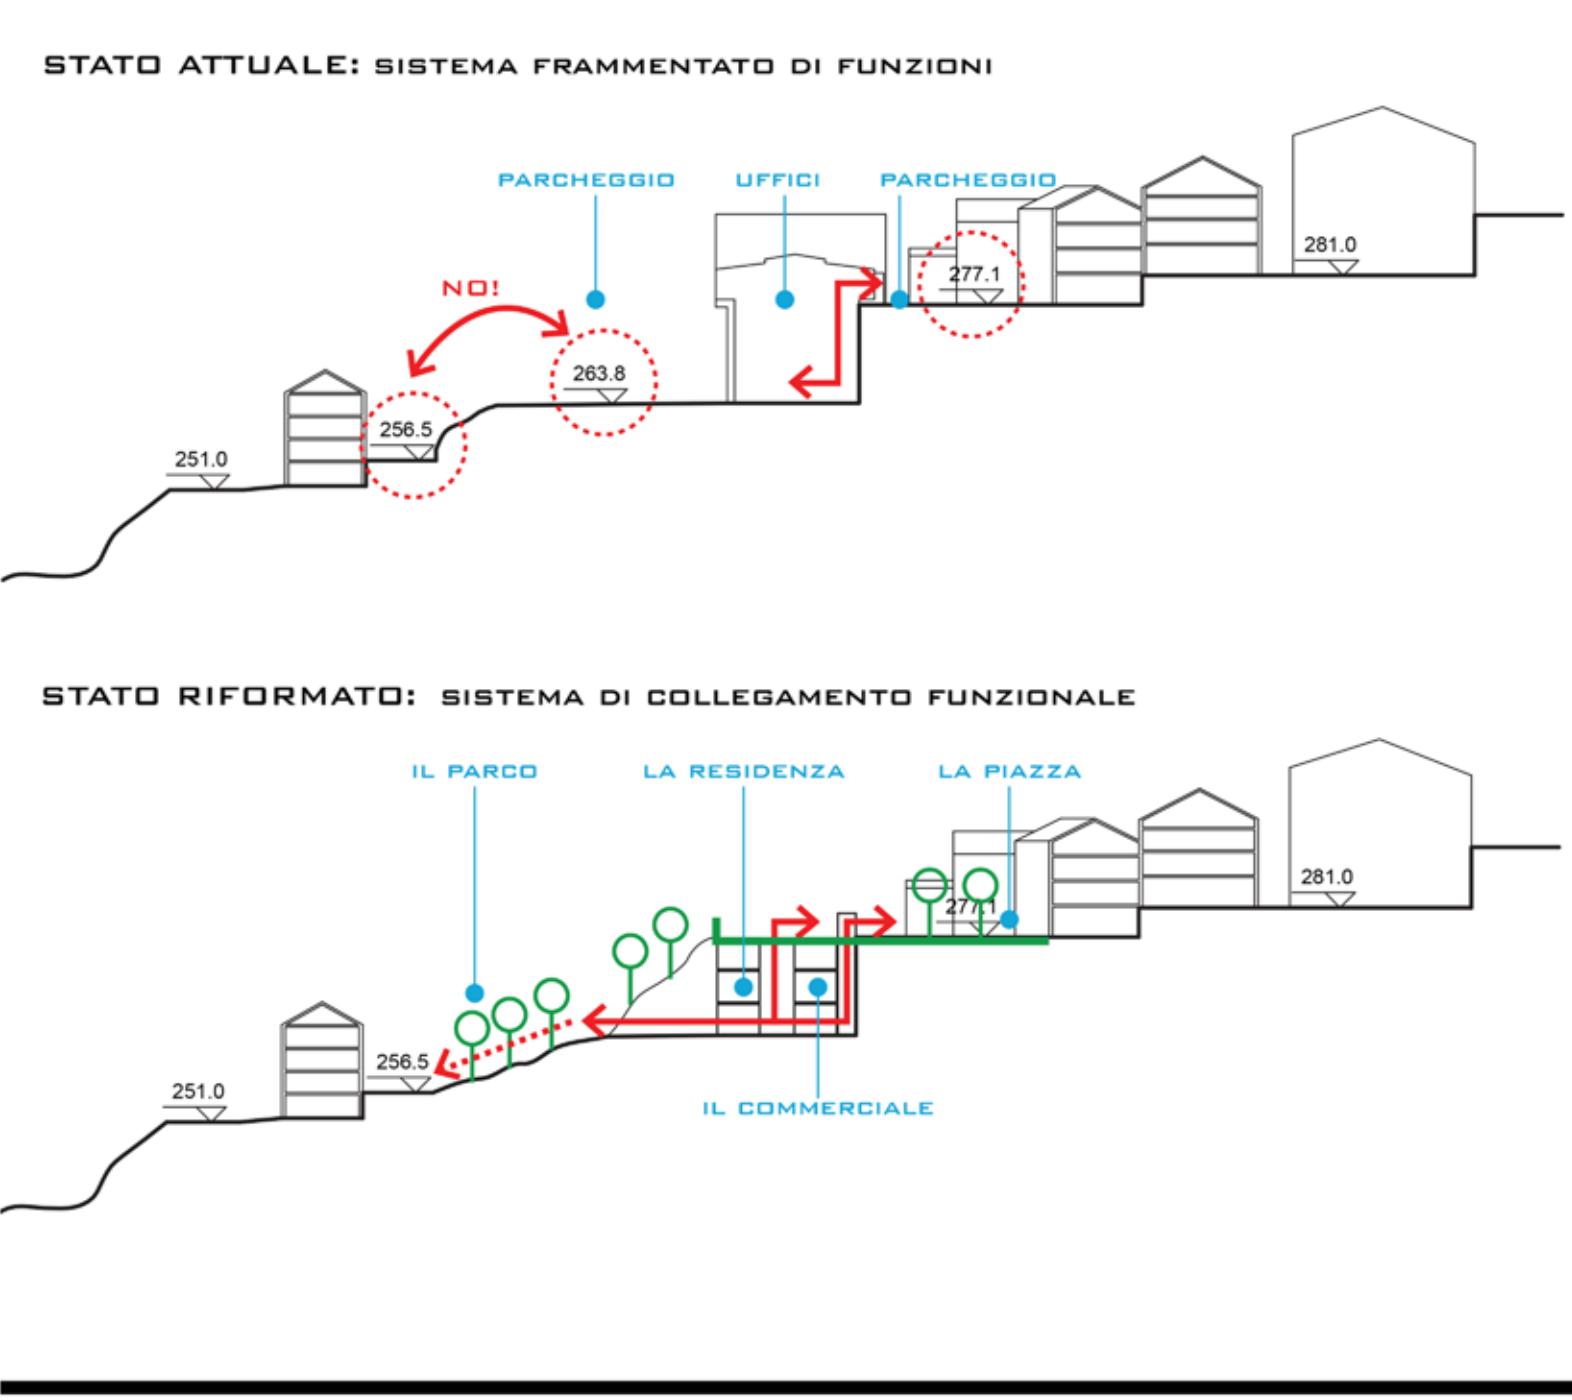 STATO ATTUALE: SISTEMA FRAMMENTATO DI FUNZIONI
PARCHEGGIO UFFICI PARCHEGGIO
281.0
277.1
NO!
263.8
256.5
251.0
STATO RIFORMATO: SISTEMA DI COLLEGAMENTO FUNZIONALE
IL PARCO LA RESIDENZA LA PIAZZA
281.0
277.1
256.5
251.0
IL COMMERCIALE